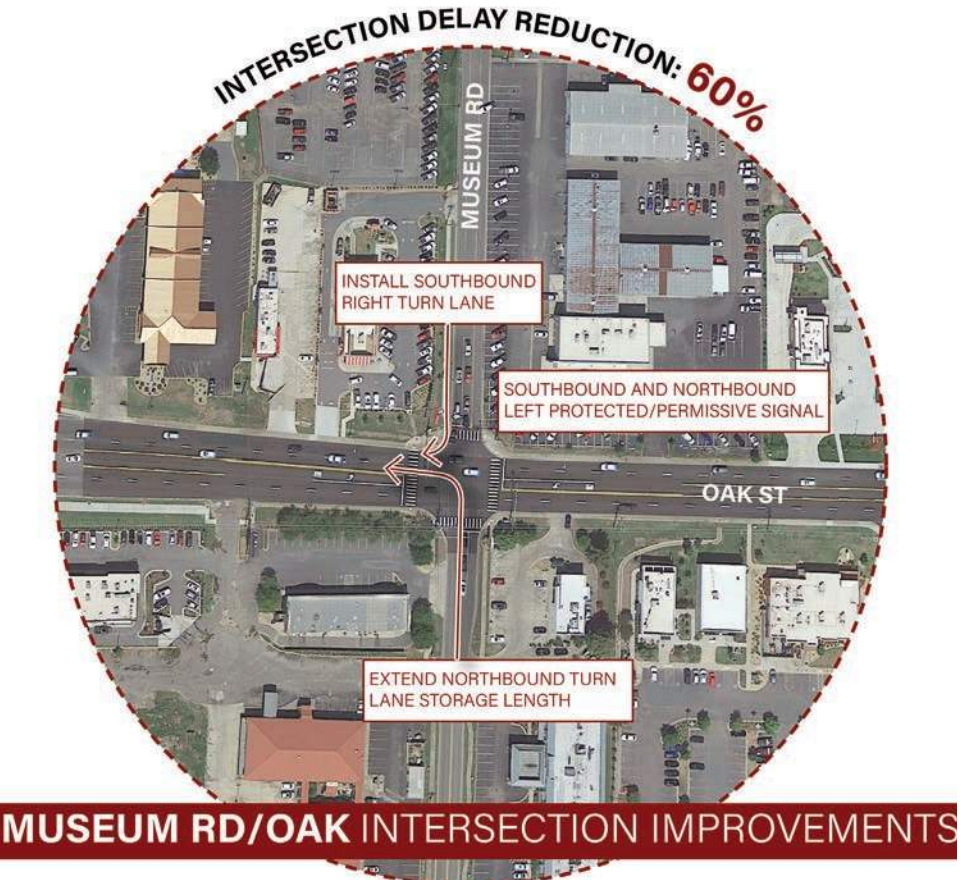 INTERSECTION DELAY REDUCTION: 60%
MUSEUM RD
INSTALL SOUTHBOUND
RIGHT TURN LANE
SOUTHBOUND AND NORTHBOUND
LEFT PROTECTED/PERMISSIVE SIGNAL
OAK ST
EXTEND NORTHBOUND TURN
LANE STORAGE LENGTH
MUSEUM RD/OAK INTERSECTION IMPROVEMENTS